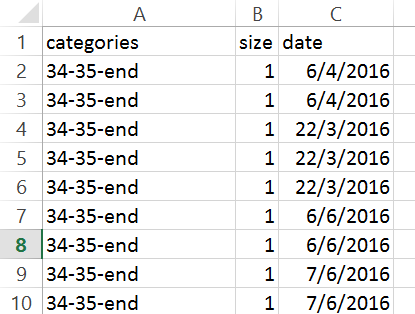 A B C
1 categories size date
2 34-35-end 1 6/4/2016
3 34-35-end 1 6/4/2016
4 34-35-end 1 22/3/2016
5 34-35-end 1 22/3/2016
6 34-35-end 1 22/3/2016
7 34-35-end 1 6/6/2016
8 34-35-end 1 6/6/2016
9 34-35-end 1 7/6/2016
10 34-35-end 1 7/6/2016